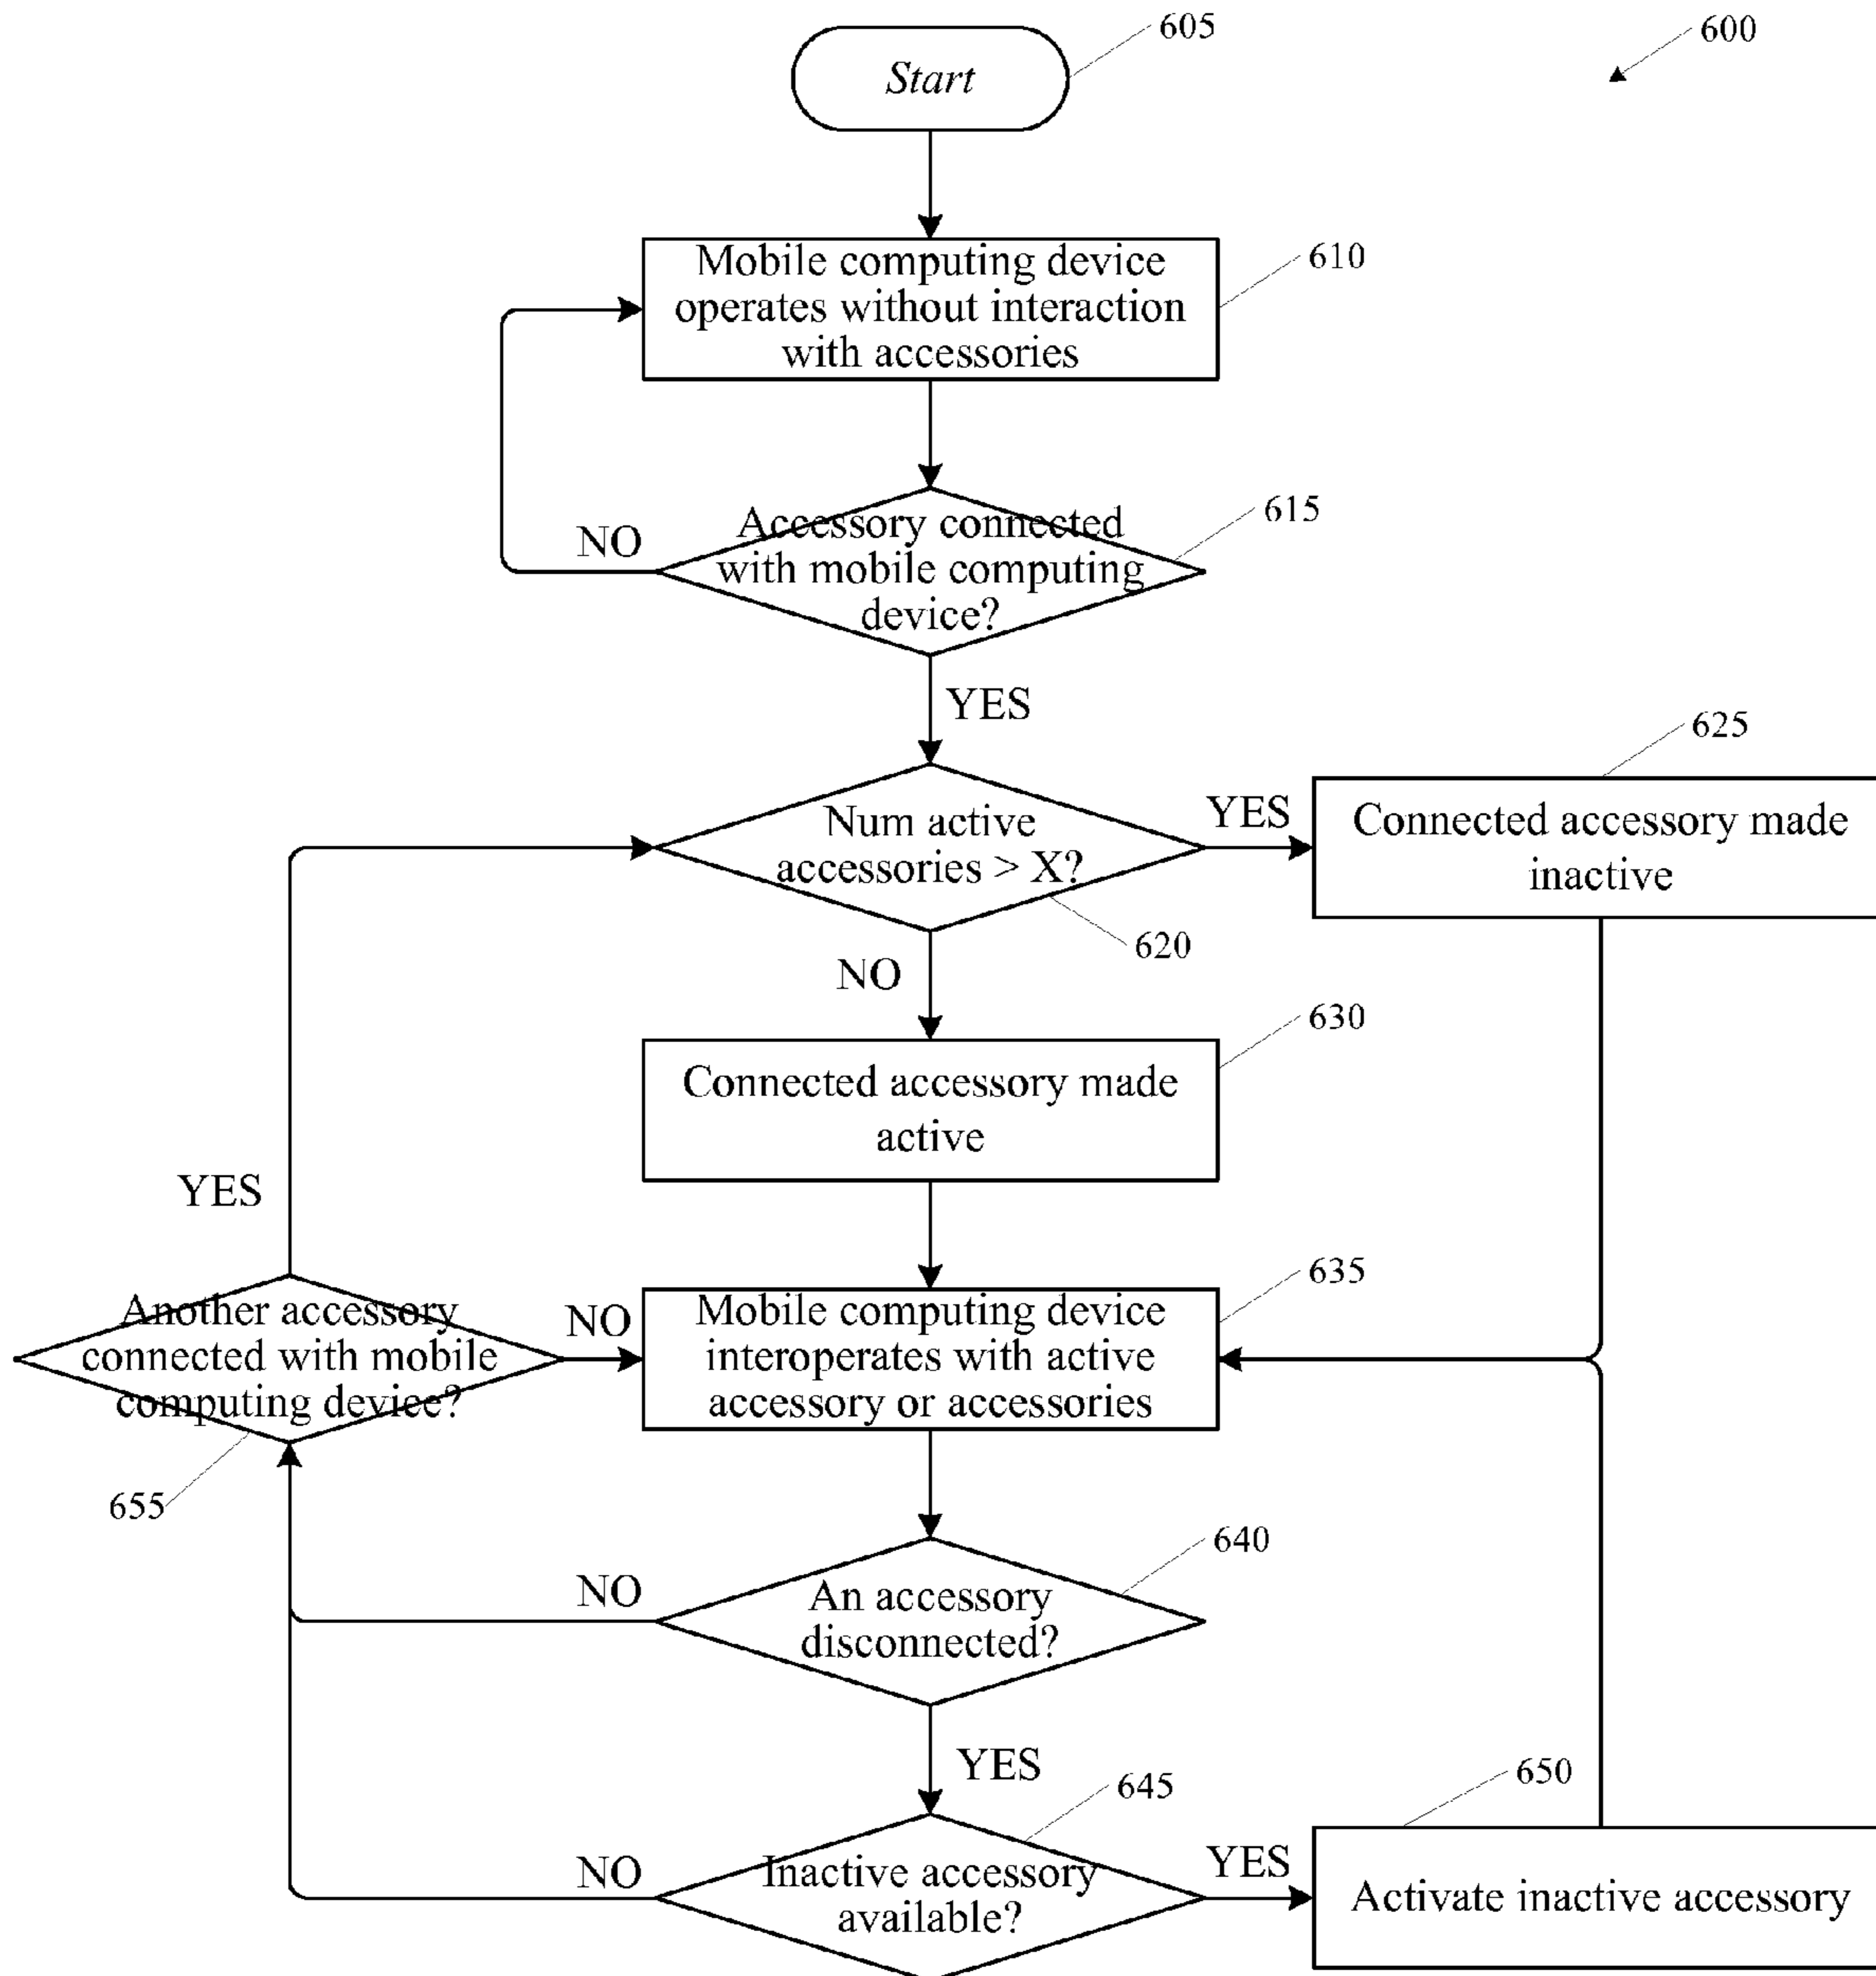 605
600
Start
610
Mobile computing device
operates without interaction
with accessories
615
NO
Accessory connected
with mobile computing
device?
YES
625
Num active
accessories > X?
YES
Connected accessory made
inactive
620
NO
630
Connected accessory made
active
YES
635
Another accessory
connected with mobile
computing device?
NO
Mobile computing device
interoperates with active
accessory or accessories
655
640
NO
An accessory
disconnected?
YES
645
650
NO
Inactive accessory
available?
YES
Activate inactive accessory